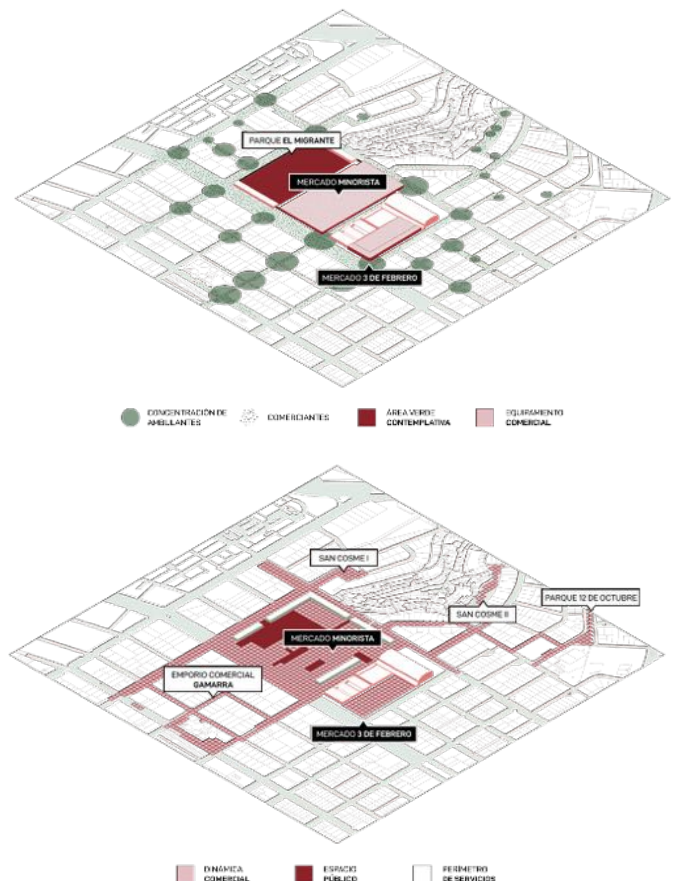 PARQUE EL MIGRANTE
MERCADO MINORISTA
MERCADO 3 DE FEBRERO
CONCENTRACIÓN DE
AMBULANTES
COMERCIANTES
ÁREA VERDE
CONTEMPLATIVA
EQUIPAMIENTO
COMERCIAL
SAN COSME I
SAN COSME II
PARQUE 12 DE OCTUBRE
MERCADO MINORISTA
EMPORIO COMERCIAL
GAMARRA
MERCADO 3 DE FEBRERO
DINÁMICA
COMERCIAL
ESPACIO
PÚBLICO
PERÍMETRO
DE SERVICIOS